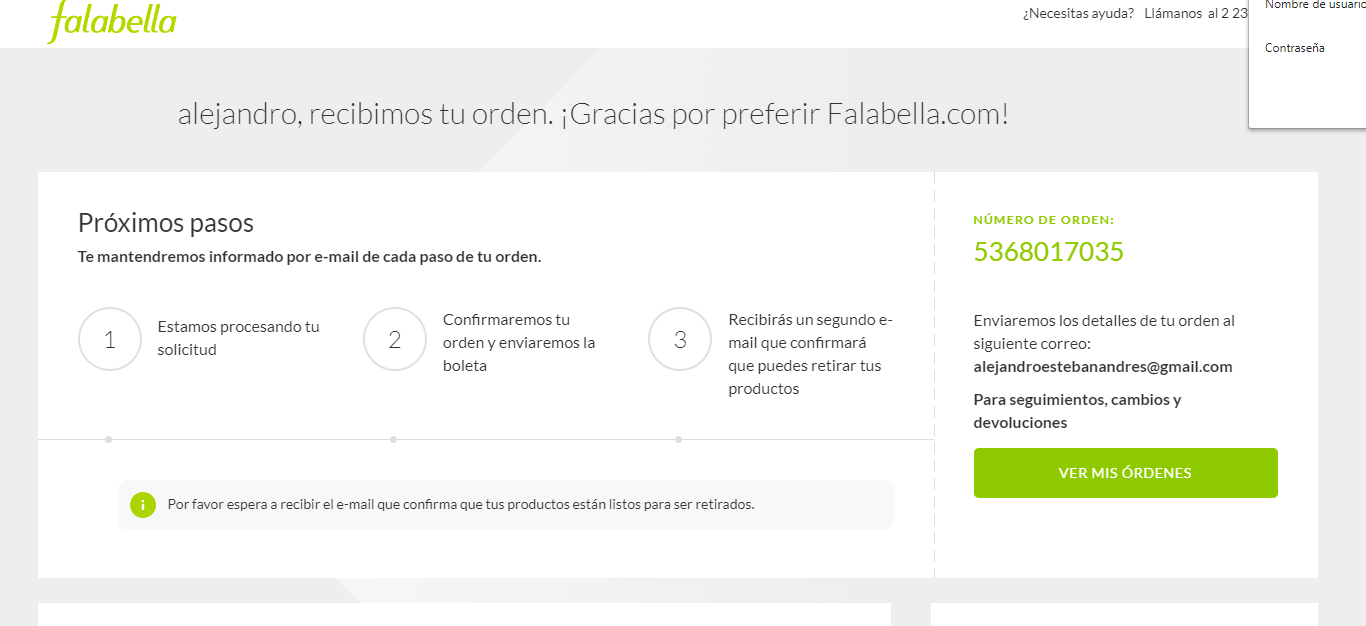 falabella
¿Necesitas ayuda? Llámanos al 2 23
Nombre de usuario
Contraseña
alejandro, recibimos tu orden. ¡Gracias por preferir Falabella.com!
Próximos pasos
Te mantendremos informado por e-mail de cada paso de tu orden.
1
Estamos procesando tu
solicitud
2
Confirmaremos tu
orden y enviaremos la
boleta
3
Recibirás un segundo e-
mail que confirmará
que puedes retirar tus
productos
Por favor espera a recibir el e-mail que confirma que tus productos están listos para ser retirados.
NÚMERO DE ORDEN:
5368017035
Enviaremos los detalles de tu orden al
siguiente correo:
alejandroestebanandres@gmail.com
Para seguimientos, cambios y
devoluciones
VER MIS ÓRDENES